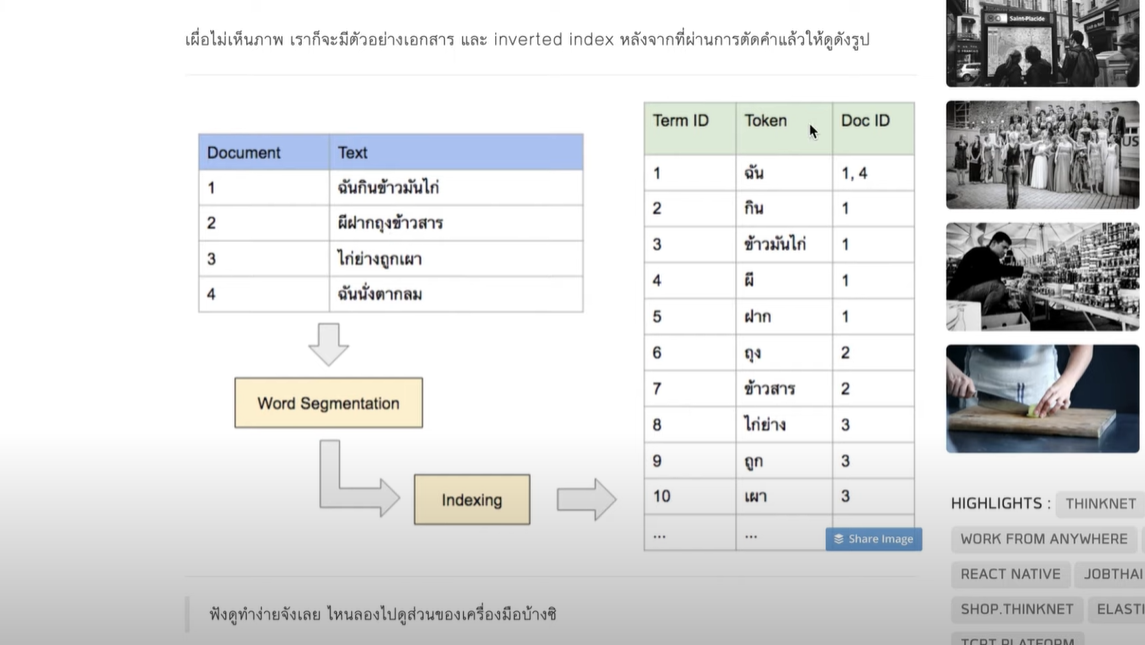 Saint-Placide
เผื่อไม่เห็นภาพ เราก็จะมีตัวอย่างเอกสาร และ inverted index หลังจากที่ผ่านการตัดคำแล้วให้ดูดังรูป
Document Text
1 ฉันกินข้าวมันไก่
2 ผีฝากถุงข้าวสาร
3 ไก่ย่างถูกเผา
4 ฉันนั่งตากลม
Word Segmentation
Indexing
Term ID Token Doc ID
1 ฉัน 1, 4
2 กิน 1
3 ข้าวมันไก่ 1
4 ผี 1
5 ฝาก 1
6 ถุง 2
7 ข้าวสาร 2
8 ไก่ย่าง 3
9 ถูก 3
10 เผา 3
... ...
Share Image
ฟังดูทำง่ายจังเลย ไหนลองไปดูส่วนของเครื่องมือบ้างซิ
US
HIGHLIGHTS : THINKNET
WORK FROM ANYWHERE
REACT NATIVE JOBTHAI
SHOP.THINKNET ELASTI
TCRT PLATFORM